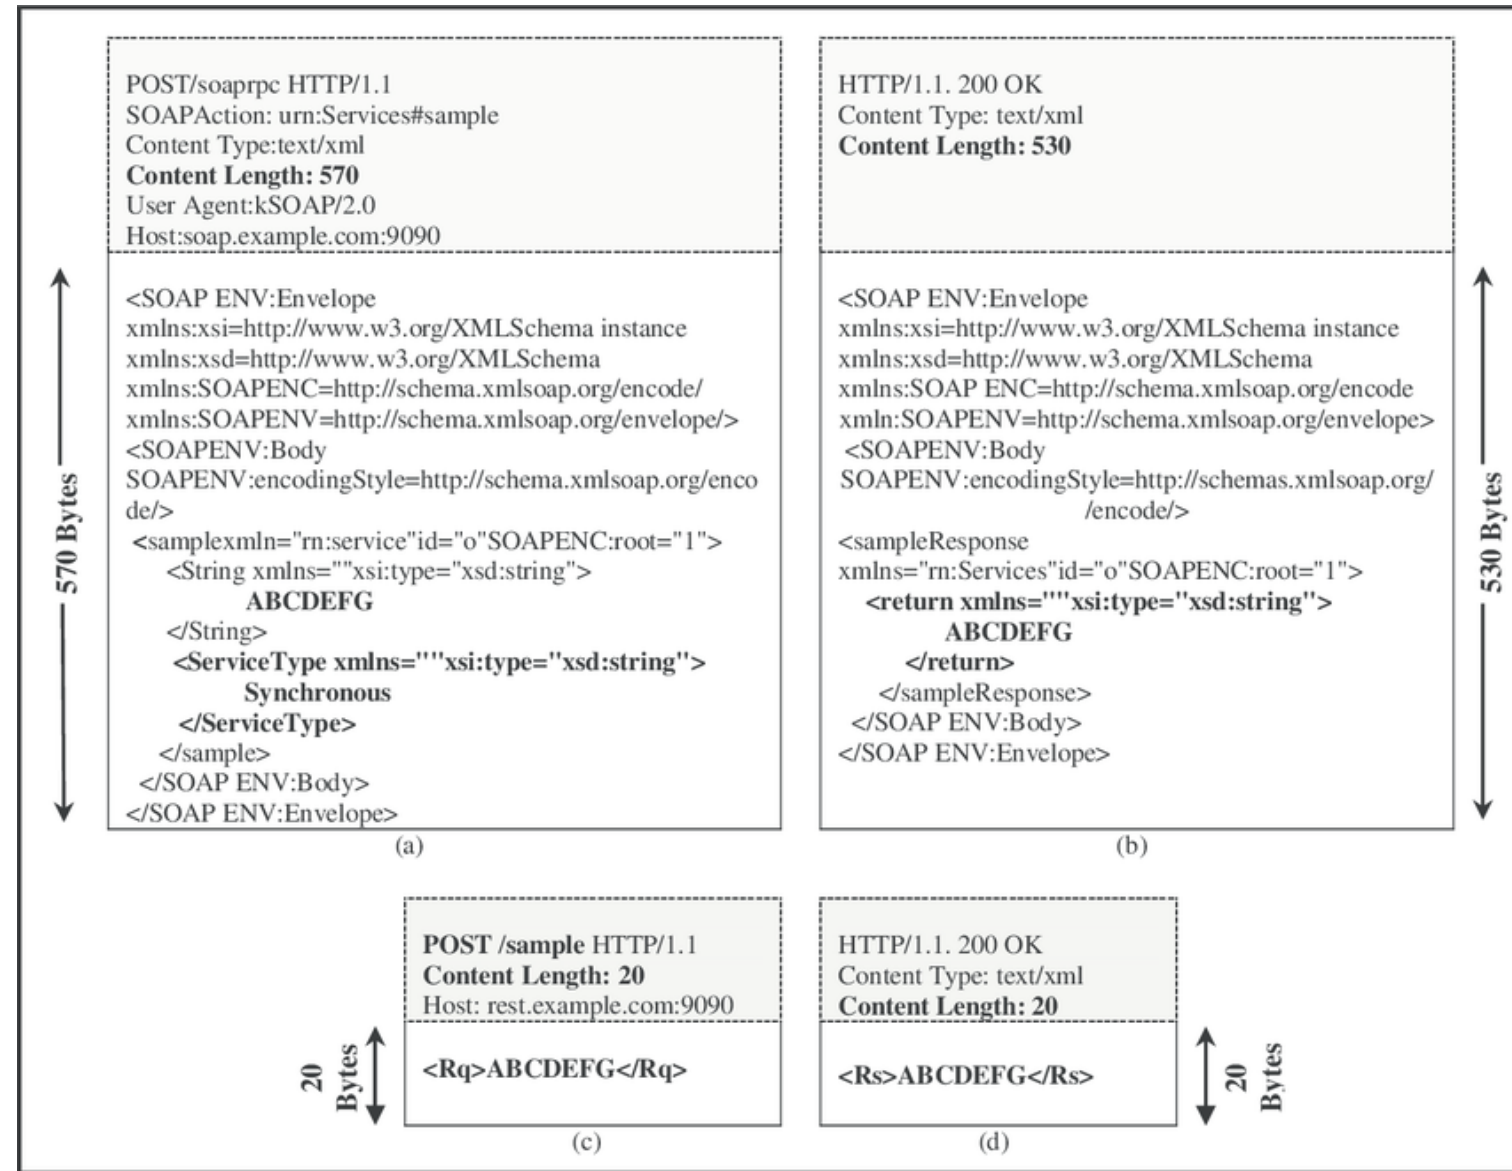 POST/soaprpc HTTP/1.1
SOAPAction: urn:Services#sample
Content Type:text/xml
Content Length: 570
User Agent:kSOAP/2.0
Host:soap.example.com:9090
570 Bytes
<SOAP ENV:Envelope
xmlns:xsi=http://www.w3.org/XMLSchema instance
xmlns:xsd=http://www.w3.org/XMLSchema
xmlns:SOAPENC=http://schema.xmlsoap.org/encode/
xmlns:SOAPENV=http://schema.xmlsoap.org/envelope/>
<SOAPENV:Body
SOAPENV:encodingStyle=http://schema.xmlsoap.org/enco
de/>
<samplexmln="rn:service"id="o"SOAPENC:root="1">
<String xmlns=""xsi:type="xsd:string">
ABCDEFG
</String>
<ServiceType xmlns=""xsi:type="xsd:string">
Synchronous
</ServiceType>
</sample>
</SOAP ENV:Body>
</SOAP ENV:Envelope>
(a)
HTTP/1.1. 200 OK
Content Type: text/xml
Content Length: 530
<SOAP ENV:Envelope
xmlns:xsi=http://www.w3.org/XMLSchema instance
xmlns:xsd=http://www.w3.org/XMLSchema
xmlns:SOAP ENC=http://schema.xmlsoap.org/encode
xmln:SOAPENV=http://schema.xmlsoap.org/envelope>
<SOAPENV:Body
SOAPENV:encodingStyle=http://schemas.xmlsoap.org/
/encode/>
<sampleResponse
xmlns="rn:Services"id="o"SOAPENC:root="1">
<return xmlns=""xsi:type="xsd:string">
ABCDEFG
</return>
</sampleResponse>
</SOAP ENV:Body>
</SOAP ENV:Envelope>
530 Bytes
(b)
POST /sample HTTP/1.1
Content Length: 20
Host: rest.example.com:9090
20
Bytes
<Rq>ABCDEFG</Rq>
(c)
HTTP/1.1. 200 OK
Content Type: text/xml
Content Length: 20
<Rs>ABCDEFG</Rs>
20
Bytes
(d)